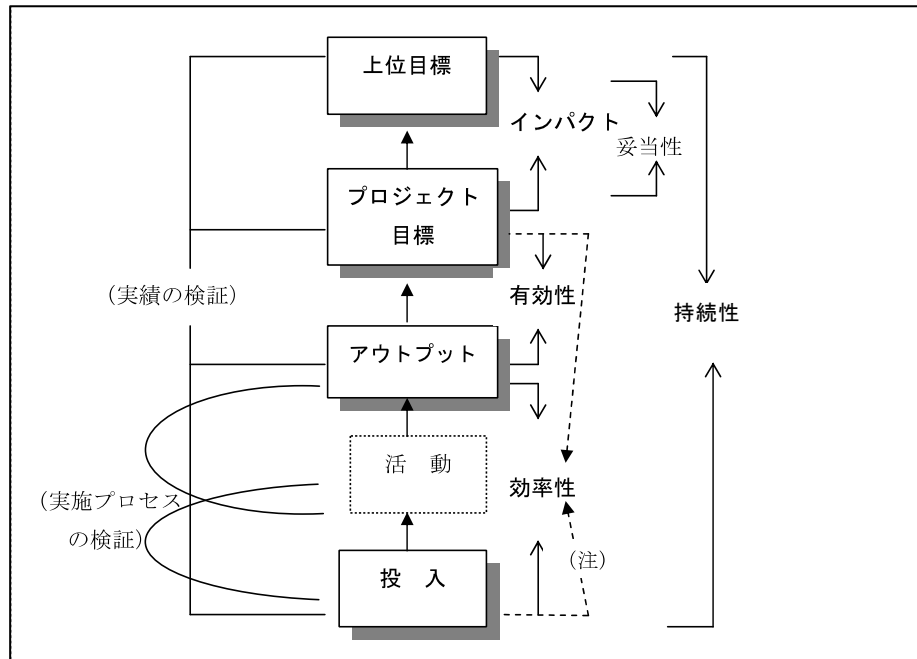 上位目標
インパクト
妥当性
プロジェクト
目標
(実績の検証)
有効性
持続性
アウトプット
活 動
効率性
(実施プロセス
の検証)
(注)
投 入